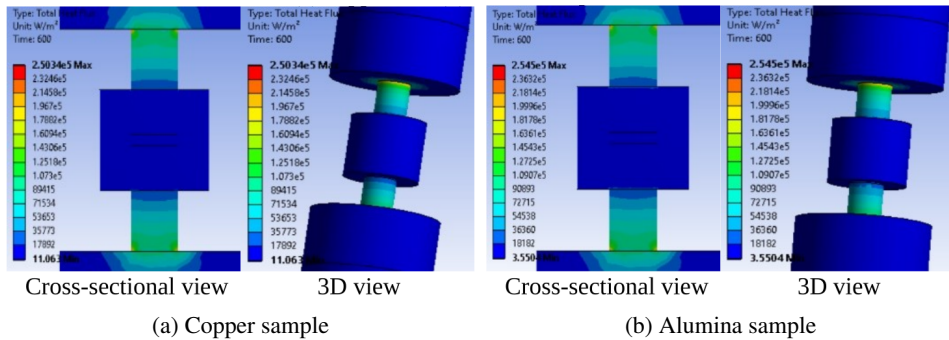 Type: Total Heat Flu
Unit: W/m²
Time: 600
2.5034e5 Max
2.3246e5
2.1458e5
1.967e5
1.7882e5
1.6094e5
1.4306e5
1.2518e5
1.073e5
89415
71534
53653
35773
17892
11.063
Type: Total Heat Flu
Unit: W/m²
Time: 600
2.5034e5 Max
2.3246e5
2.1458e5
1.967e5
1.7882e5
1.6094e5
1.4306e5
1.2518e5
1.073e5
89415
71534
53653
35773
17892
11.063
Type: Total Heat Flu
Unit: W/m²
Time: 600
2.545e5 Max
2.3632e5
2.1814e5
1.9996e5
1.8178e5
1.6361e5
1.4543e5
1.2725e5
1.0907e5
90893
72715
54538
36360
18182
3.5504
Type: Total Heat Flu
Unit: W/m²
Time: 600
2.545e5 Max
2.3632e5
2.1814e5
1.9996e5
1.8178e5
1.6361e5
1.4543e5
1.2725e5
1.0907e5
90893
72715
54538
36360
18182
3.5504
Cross-sectional view
3D view
Cross-sectional view
3D view
(a) Copper sample
(b) Alumina sample